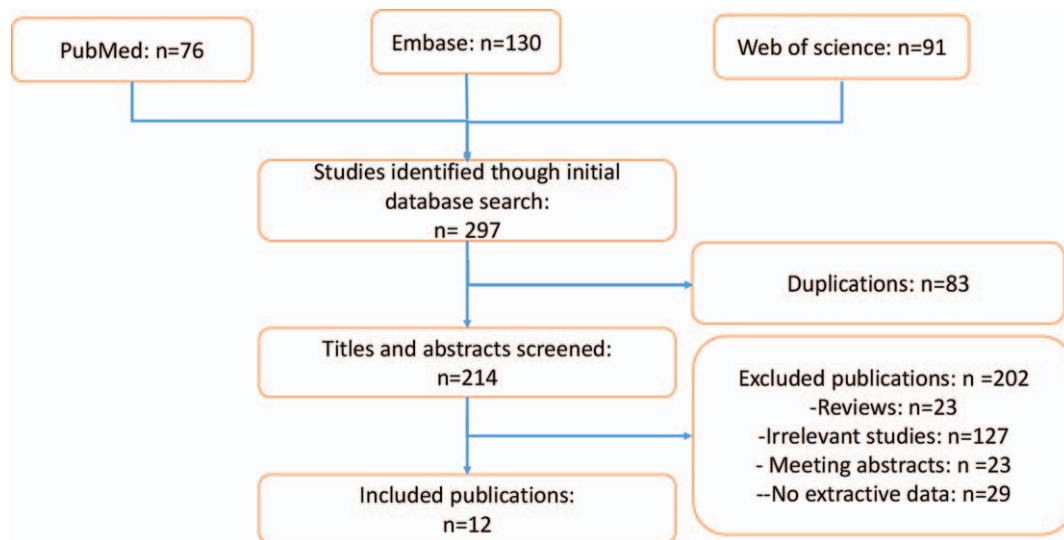 PubMed: n=76
Embase: n=130
Web of science: n=91
Studies identified though initial
database search:
n= 297
Duplications: n=83
Titles and abstracts screened:
n=214
Excluded publications: n =202
-Reviews: n=23
-Irrelevant studies: n=127
- Meeting abstracts: n =23
--No extractive data: n=29
Included publications:
n=12